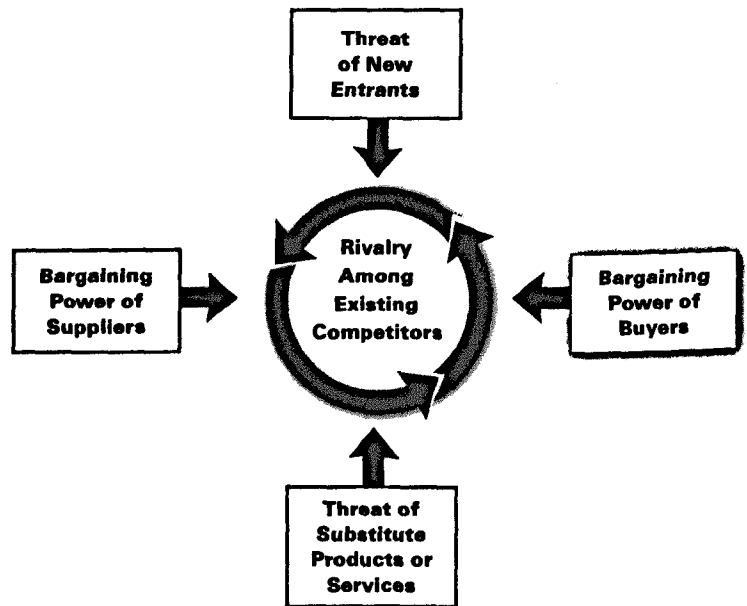 Threat
of New
Entrants
Bargaining
Power of
Suppliers
Rivalry
Among
Existing
Competitors
Bargaining
Power of
Buyers
Threat of
Substitute
Products or
Services